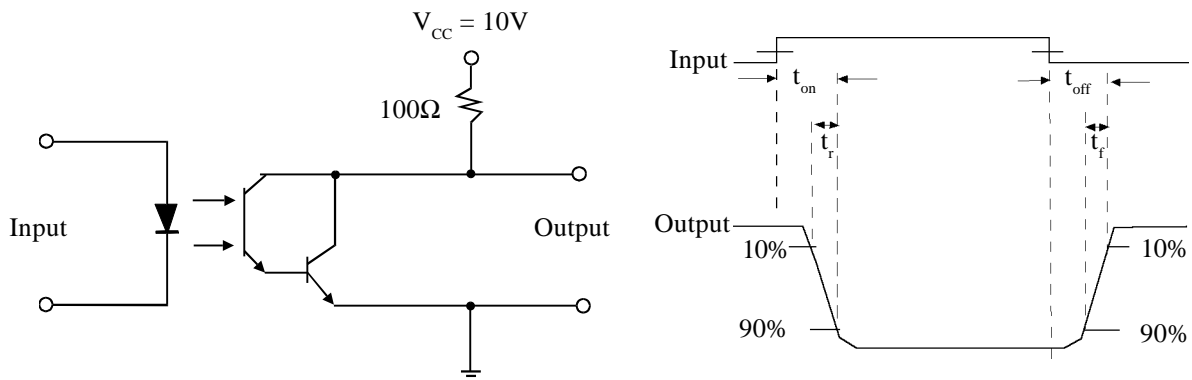 V_CC = 10V
100Ω
Input
Output
Input
t_on
t_off
t_r
t_f
Output
10%
10%
90%
90%